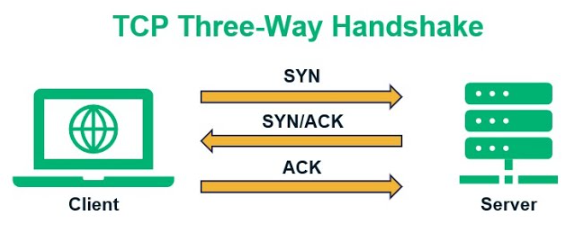 TCP Three-Way Handshake
SYN
SYN/ACK
ACK
Client
Server